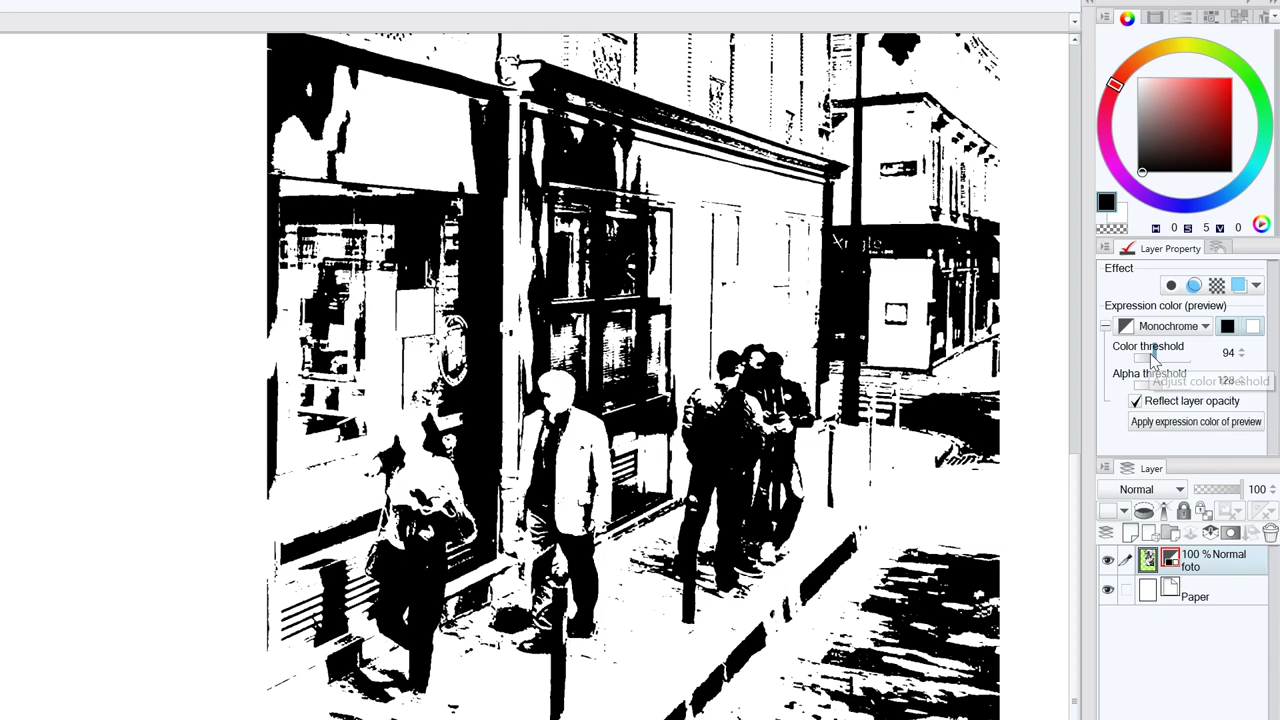 H 0 S 5 V 0
Layer Property
Effect
Expression color (preview)
Monochrome
Color threshold
94
Alpha threshold
128
Adjust color threshold
Reflect layer opacity
Apply expression color of preview
Layer
Normal
100
100 % Normal
foto
Paper